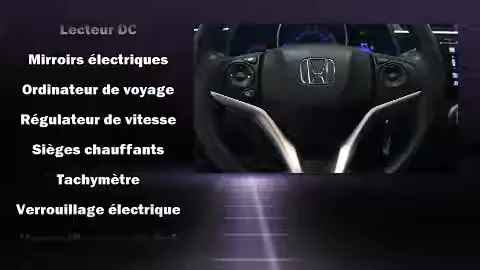 Lecteur DC
Mirroirs électriques
Ordinateur de voyage
Régulateur de vitesse
Sièges chauffants
Tachymètre
Verrouillage électrique